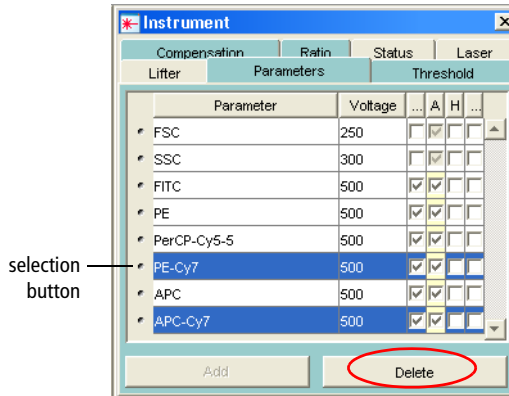 Instrument
Compensation Ratio Status Laser
Lifter Parameters Threshold
Parameter Voltage ... A H ...
FSC 250
SSC 300
FITC 500
PE 500
PerCP-Cy5-5 500
PE-Cy7 500
APC 500
APC-Cy7 500
selection
button
Add Delete